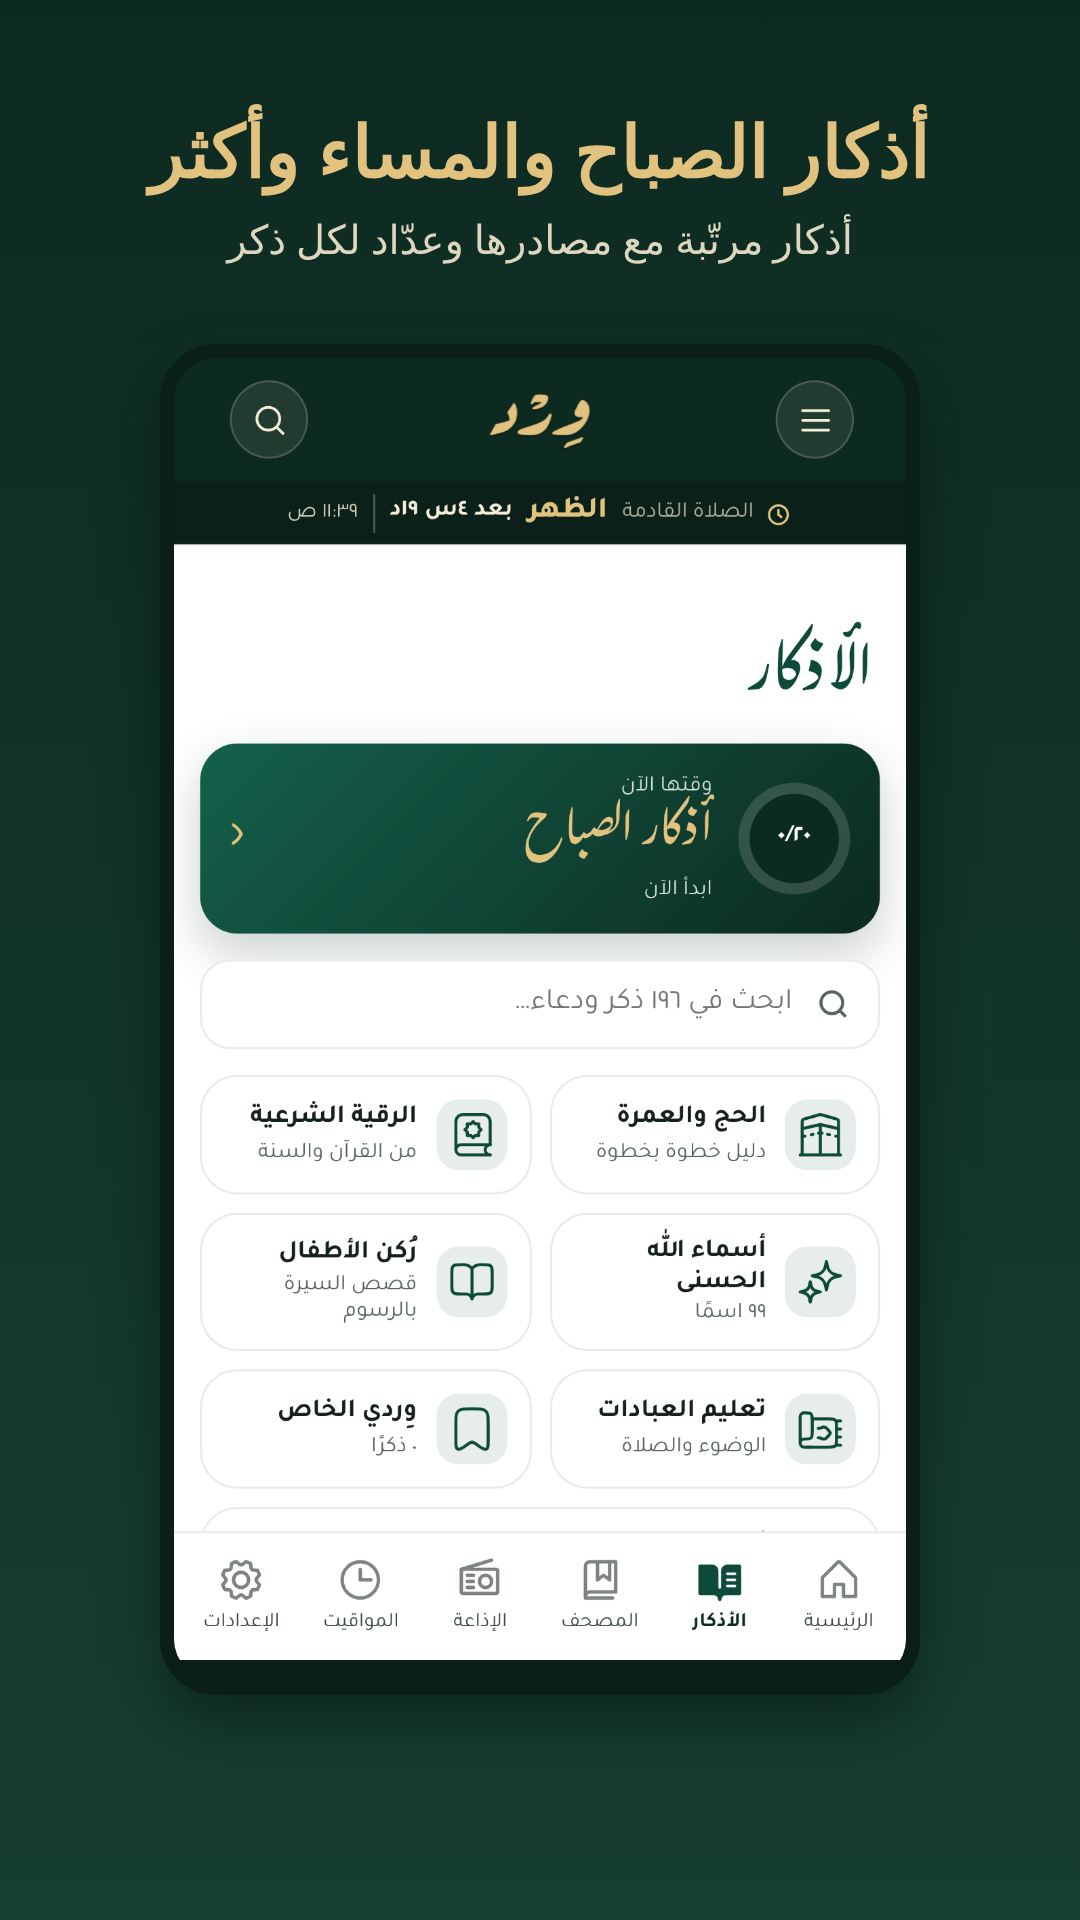 أذكار الصباح والمساء وأكثر
أذكار مرتّبة مع مصادرها وعدّاد لكل ذكر
وِرْد
الصلاة القادمة الظهر بعد ٤س ١٩د ١١:٣٩ ص
الأذكار
وقتها الآن
أذكار الصباح
ابدأ الآن
٠/٢٠
ابحث في ١٩٦ ذكر ودعاء...
الحج والعمرة
دليل خطوة بخطوة
الرقية الشرعية
من القرآن والسنة
أسماء الله
الحسنى
٩٩ اسمًا
رُكن الأطفال
قصص السيرة
بالرسوم
تعليم العبادات
الوضوء والصلاة
وِردي الخاص
٠ ذكرًا
الرئيسية
الأذكار
المصحف
الإذاعة
المواقيت
الإعدادات